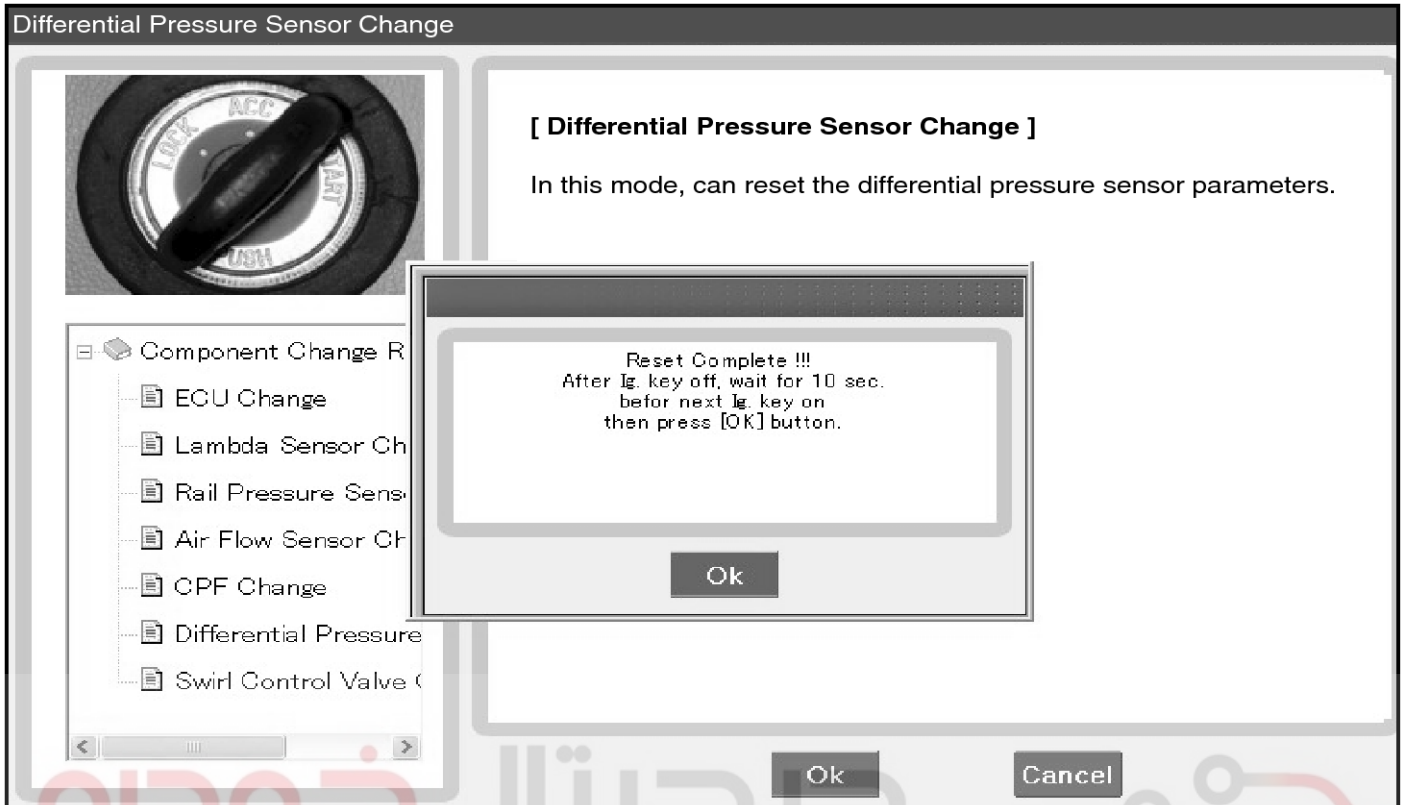 Differential Pressure Sensor Change
ACC
LOCK
START
PUSH
[ Differential Pressure Sensor Change ]
In this mode, can reset the differential pressure sensor parameters.
Component Change R
ECU Change
Lambda Sensor Ch
Rail Pressure Sens
Air Flow Sensor Ch
CPF Change
Differential Pressure
Swirl Control Valve
Reset Complete !!!
After Ig. key off, wait for 10 sec.
befor next Ig. key on
then press [OK] button.
Ok
Ok
Cancel